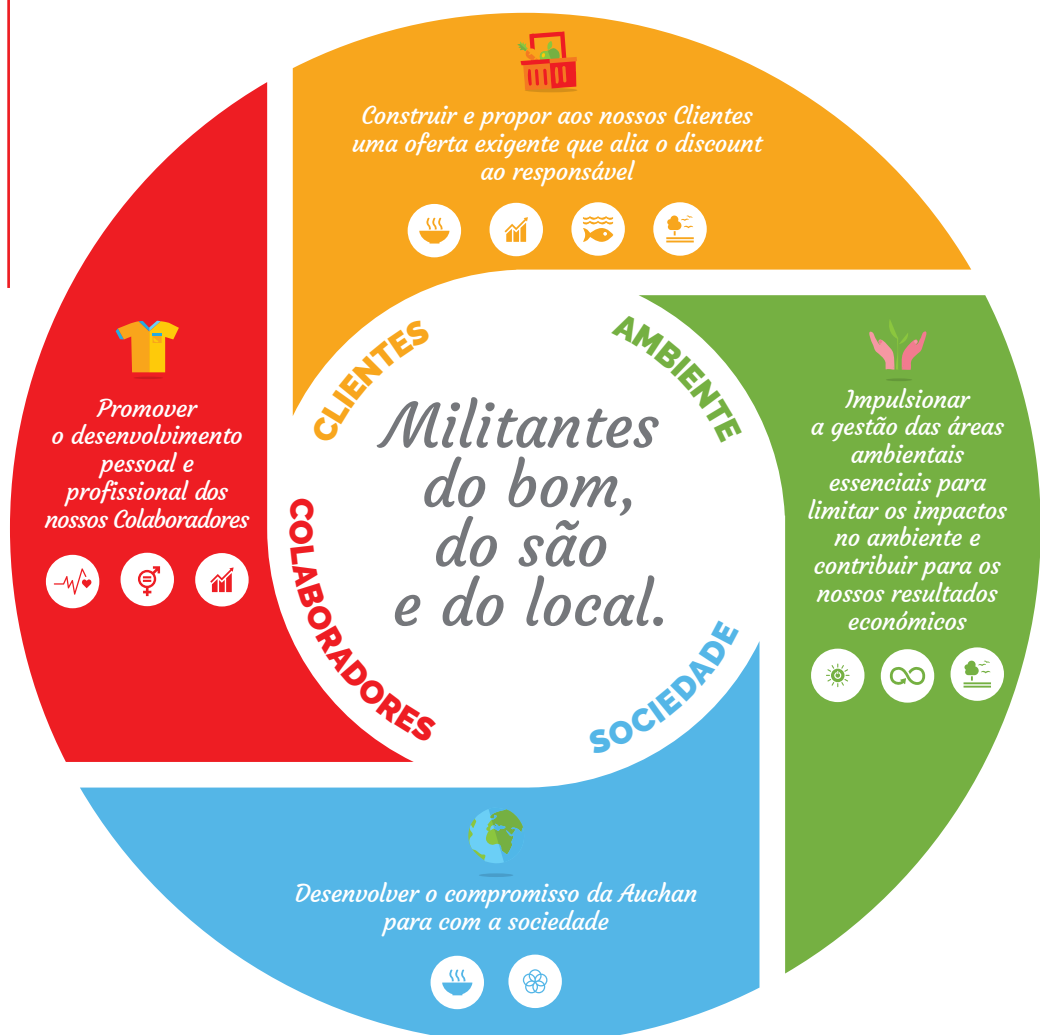 Construir e propor aos nossos Clientes
uma oferta exigente que alia o discount
ao responsável
CLIENTES
AMBIENTE
Impulsionar
a gestão das áreas
ambientais
essenciais para
limitar os impactos
no ambiente e
contribuir para os
nossos resultados
económicos
Promover
o desenvolvimento
pessoal e
profissional dos
nossos Colaboradores
COLABORADORES
Militantes
do bom,
do são
e do local.
SOCIEDADE
Desenvolver o compromisso da Auchan
para com a sociedade